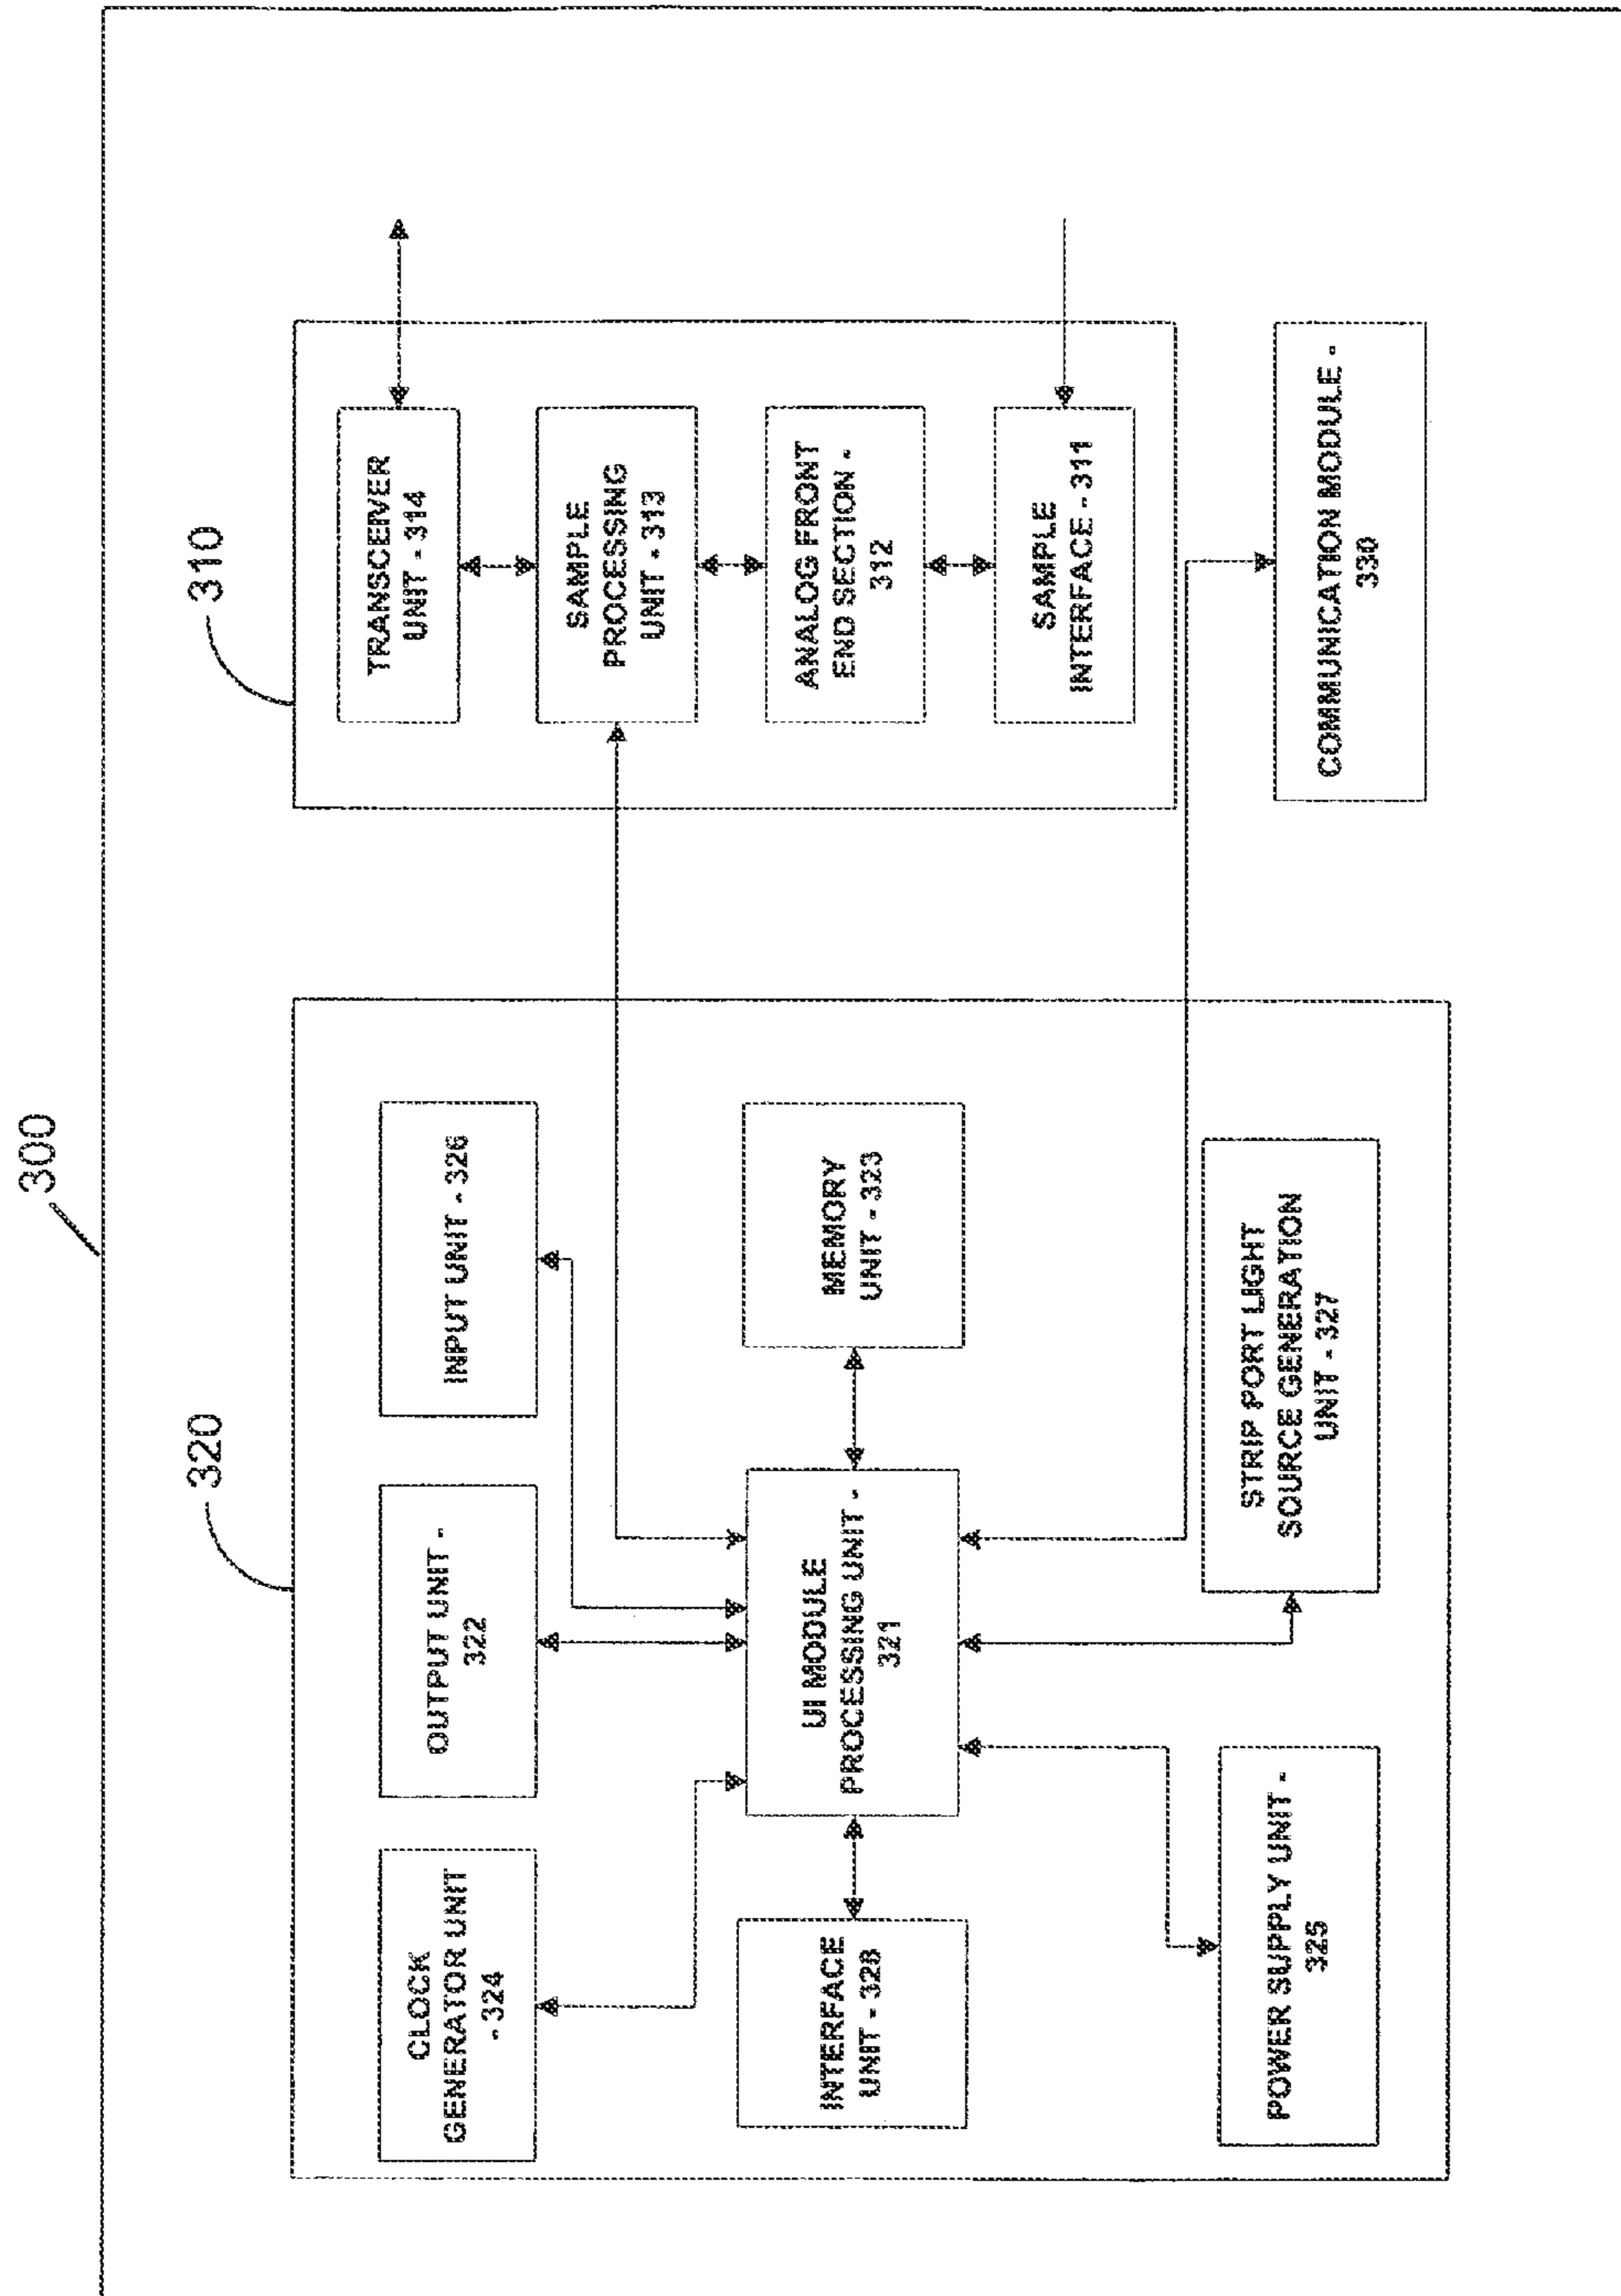 300
320
310
CLOCK
GENERATOR UNIT
- 324
OUTPUT UNIT -
322
INPUT UNIT - 326
TRANSCEIVER
UNIT - 314
SAMPLE
PROCESSING
UNIT - 313
INTERFACE
UNIT - 328
UI MODULE
PROCESSING UNIT -
321
MEMORY
UNIT - 323
ANALOG FRONT
END SECTION -
312
SAMPLE
INTERFACE - 311
POWER SUPPLY UNIT -
325
STRIP PORT LIGHT
SOURCE GENERATION
UNIT - 327
COMMUNICATION MODULE -
330